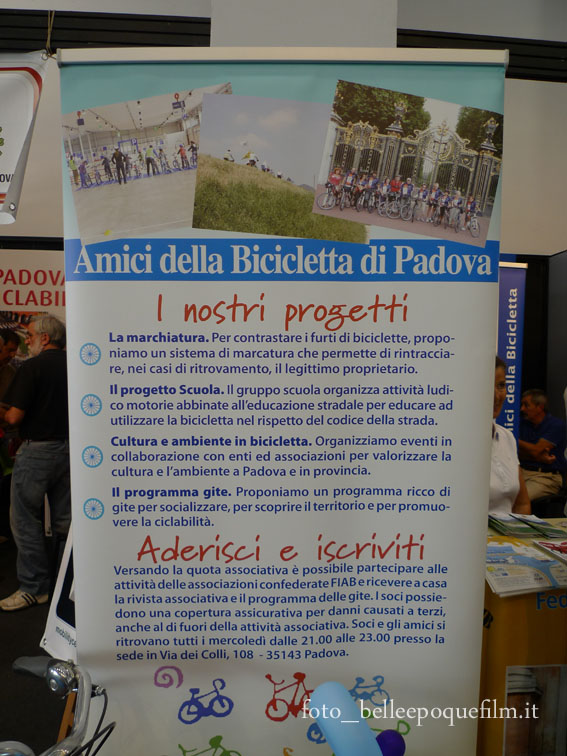 Amici della Bicicletta di Padova
I nostri progetti
La marchiatura. Per contrastare i furti di biciclette, propo-
niamo un sistema di marcatura che permette di rintraccia-
re, nei casi di ritrovamento, il legittimo proprietario.
Il progetto Scuola. Il gruppo scuola organizza attività ludi-
co motorie abbinate all'educazione stradale per educare ad
utilizzare la bicicletta nel rispetto del codice della strada.
Cultura e ambiente in bicicletta. Organizziamo eventi in
collaborazione con enti ed associazioni per valorizzare la
cultura e l'ambiente a Padova e in provincia.
Il programma gite. Proponiamo un programma ricco di
gite per socializzare, per scoprire il territorio e per promuo-
vere la ciclabilità.
Aderisci e iscriviti
Versando la quota associativa è possibile partecipare alle
attività delle associazioni confederate FIAB e ricevere a casa
la rivista associativa e il programma delle gite. I soci possie-
dono una copertura assicurativa per danni causati a terzi,
anche al di fuori della attività associativa. Soci e gli amici si
ritrovano tutti i mercoledì dalle 21.00 alle 23.00 presso la
sede in Via dei Colli, 108 - 35143 Padova.
PADOVA
CLABIL
ici della Bicicletta
Fed
foto_belleepoquefilm.it